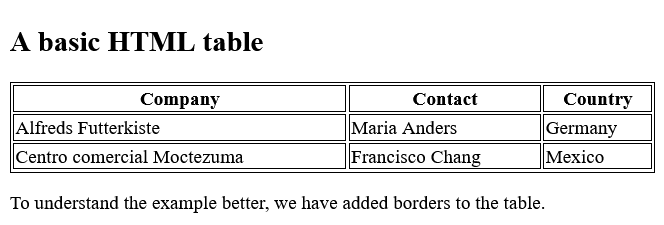 A basic HTML table
Company Contact Country
Alfreds Futterkiste Maria Anders Germany
Centro comercial Moctezuma Francisco Chang Mexico
To understand the example better, we have added borders to the table.